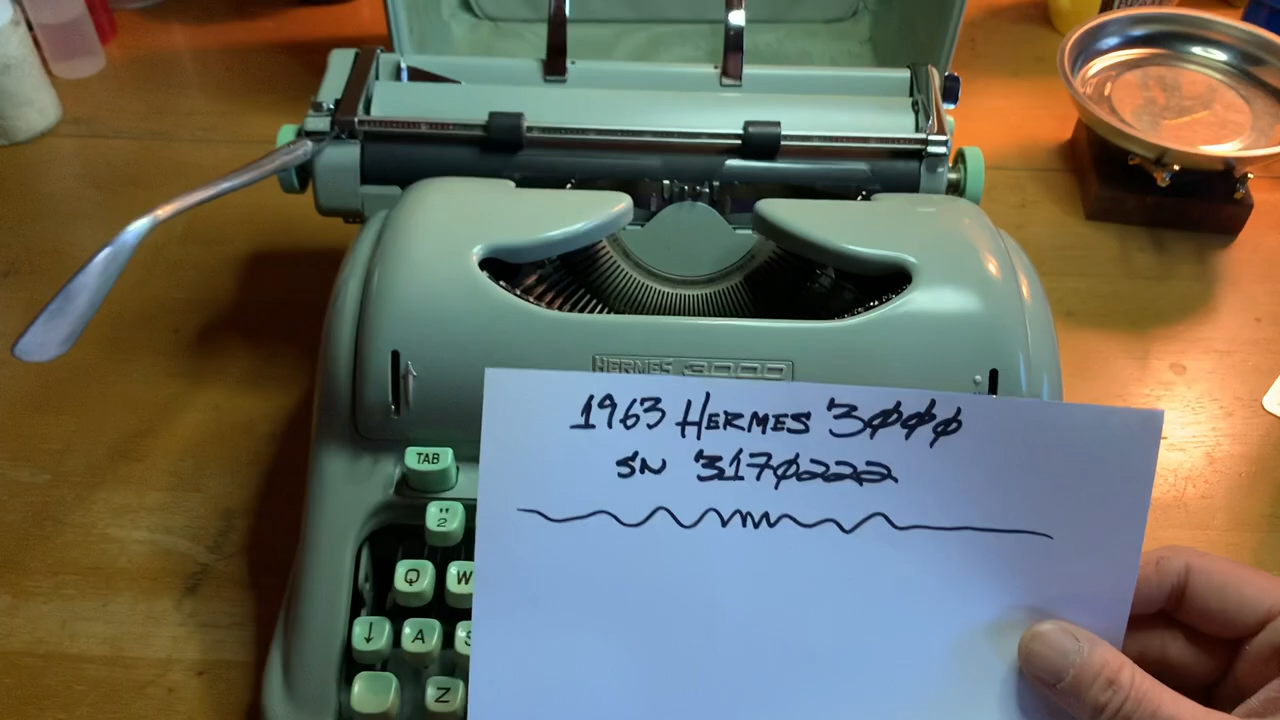 HERMES 3000
1963 HERMES 3000
SN 3170222
TAB
"
2
Q W
↓ A S
Z